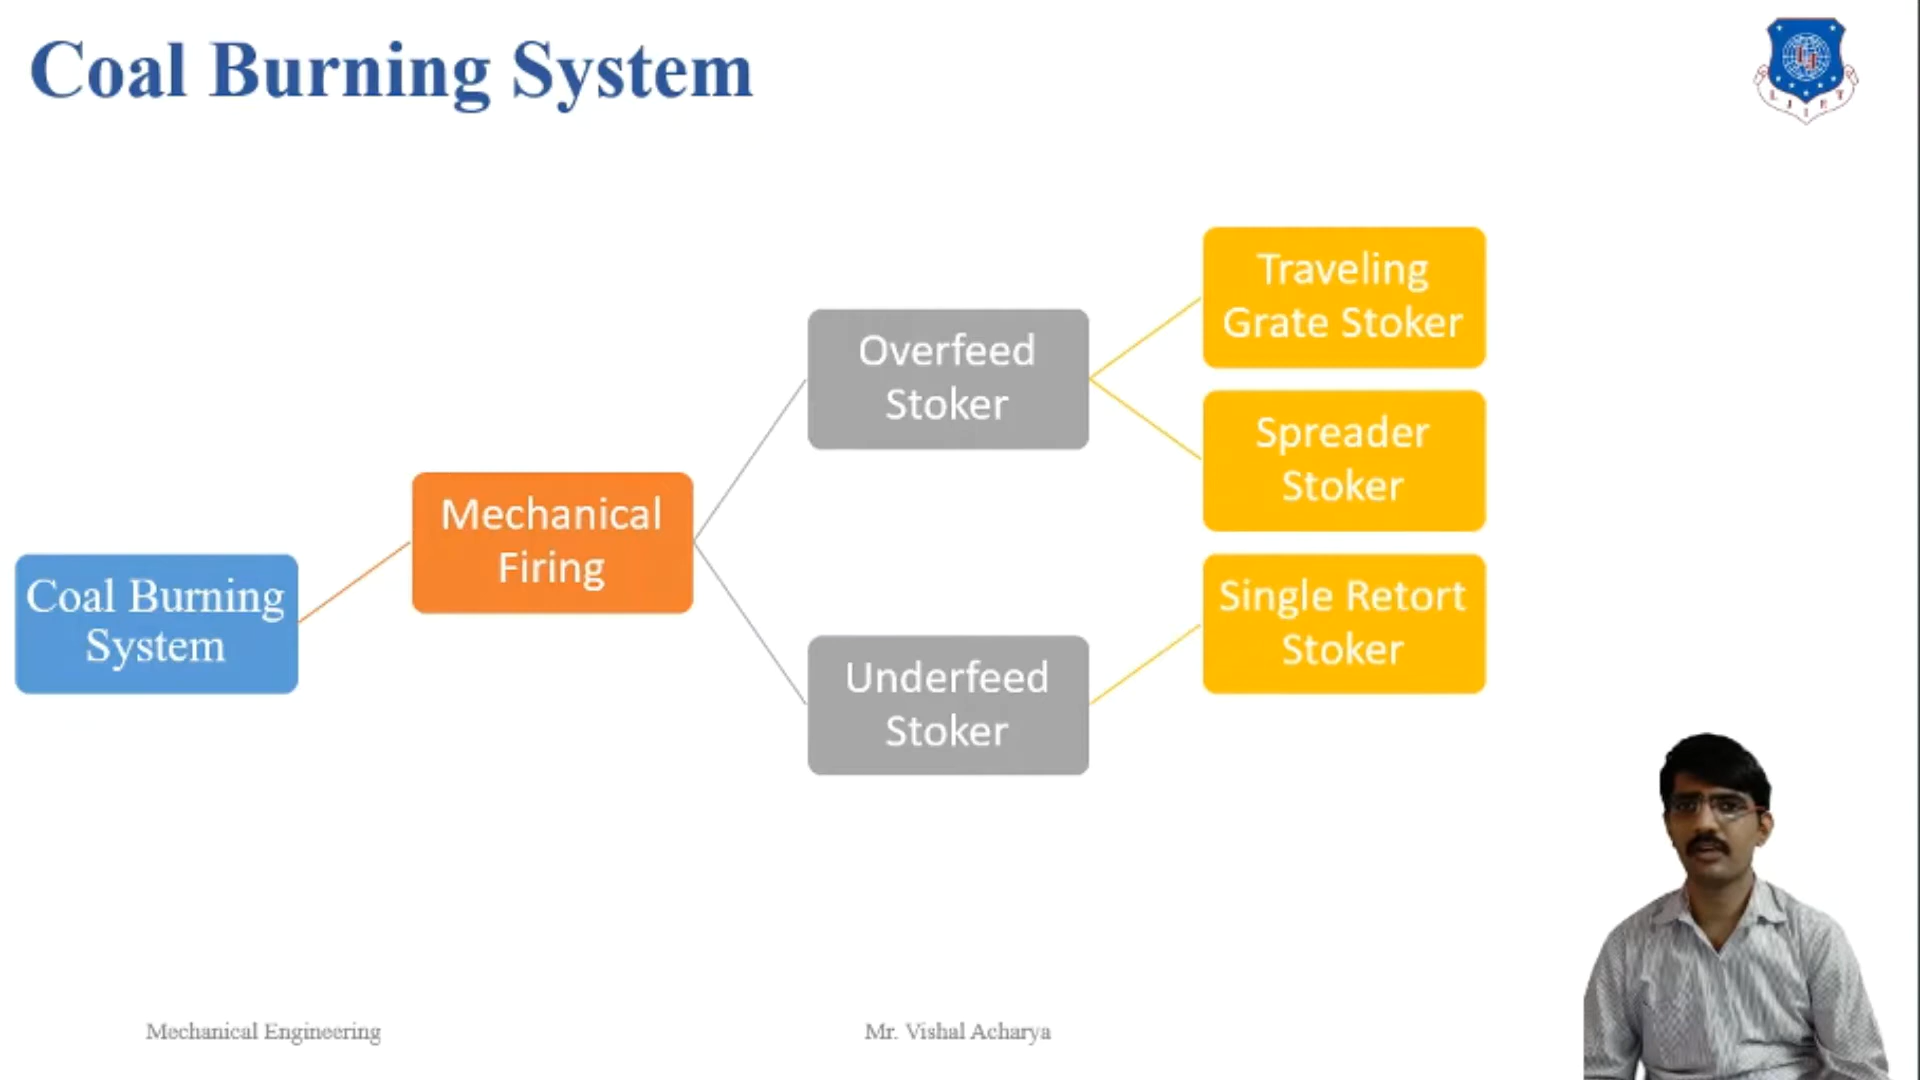 Coal Burning System
L J I E T
Traveling
Grate Stoker
Overfeed
Stoker
Spreader
Stoker
Mechanical
Firing
Coal Burning
System
Single Retort
Stoker
Underfeed
Stoker
Mechanical Engineering
Mr. Vishal Acharya